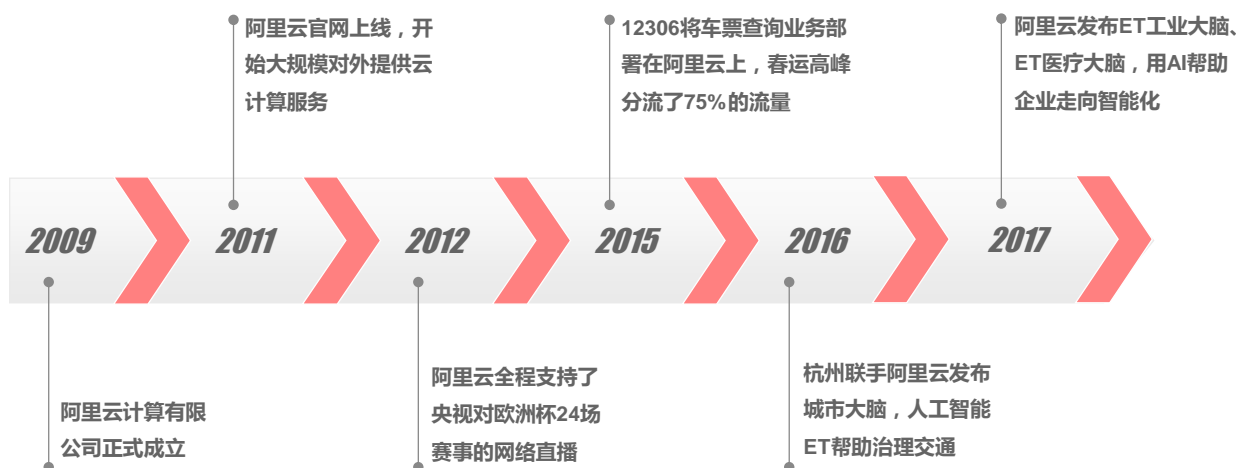 阿里云官网上线，开
始大规模对外提供云
计算服务
12306将车票查询业务部
署在阿里云上，春运高峰
分流了75%的流量
阿里云发布ET工业大脑、
ET医疗大脑，用AI帮助
企业走向智能化
2009
2011
2012
2015
2016
2017
阿里云计算有限
公司正式成立
阿里云全程支持了
央视对欧洲杯24场
赛事的网络直播
杭州联手阿里云发布
城市大脑，人工智能
ET帮助治理交通